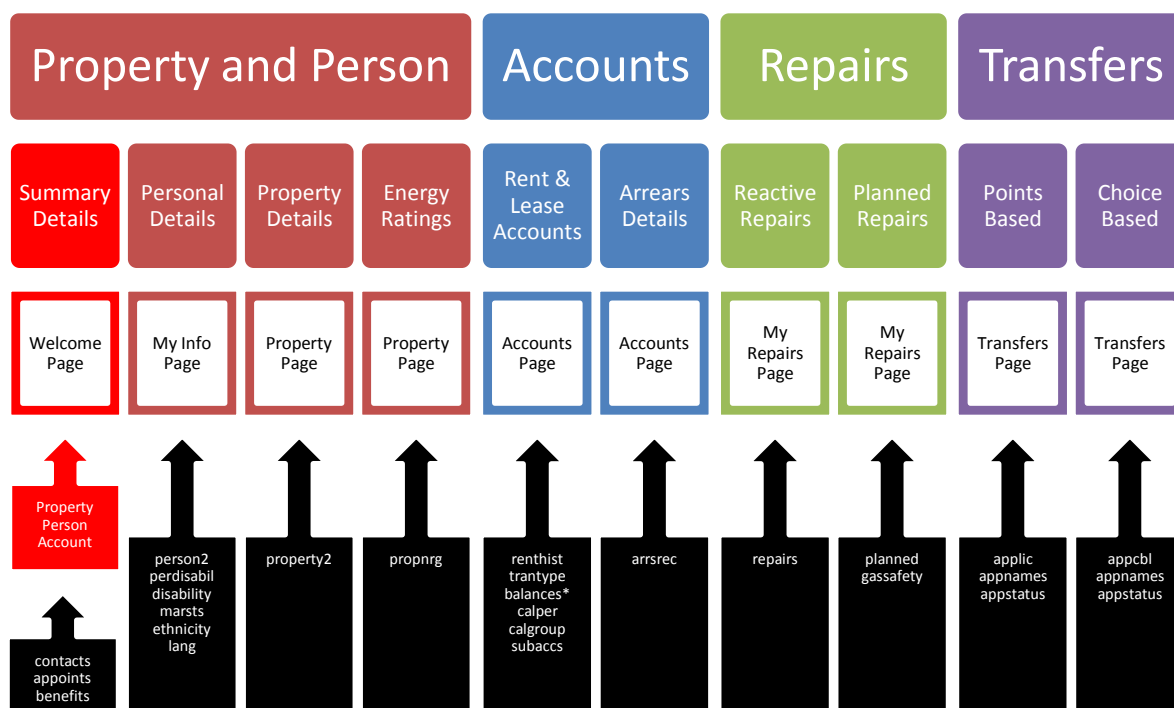 Property and Person
Accounts
Repairs
Transfers
Summary
Details
Personal
Details
Property
Details
Energy
Ratings
Rent &
Lease
Accounts
Arrears
Details
Reactive
Repairs
Planned
Repairs
Points
Based
Choice
Based
Welcome
Page
My Info
Page
Property
Page
Property
Page
Accounts
Page
Accounts
Page
My
Repairs
Page
My
Repairs
Page
Transfers
Page
Transfers
Page
Property
Person
Account
contacts
appoints
benefits
person2
perdisabil
disability
marsts
ethnicity
lang
property2
propnrg
renthist
trantype
balances*
calper
calgroup
subaccs
arrsrec
repairs
planned
gassafety
applic
appnames
appstatus
appcbl
appnames
appstatus